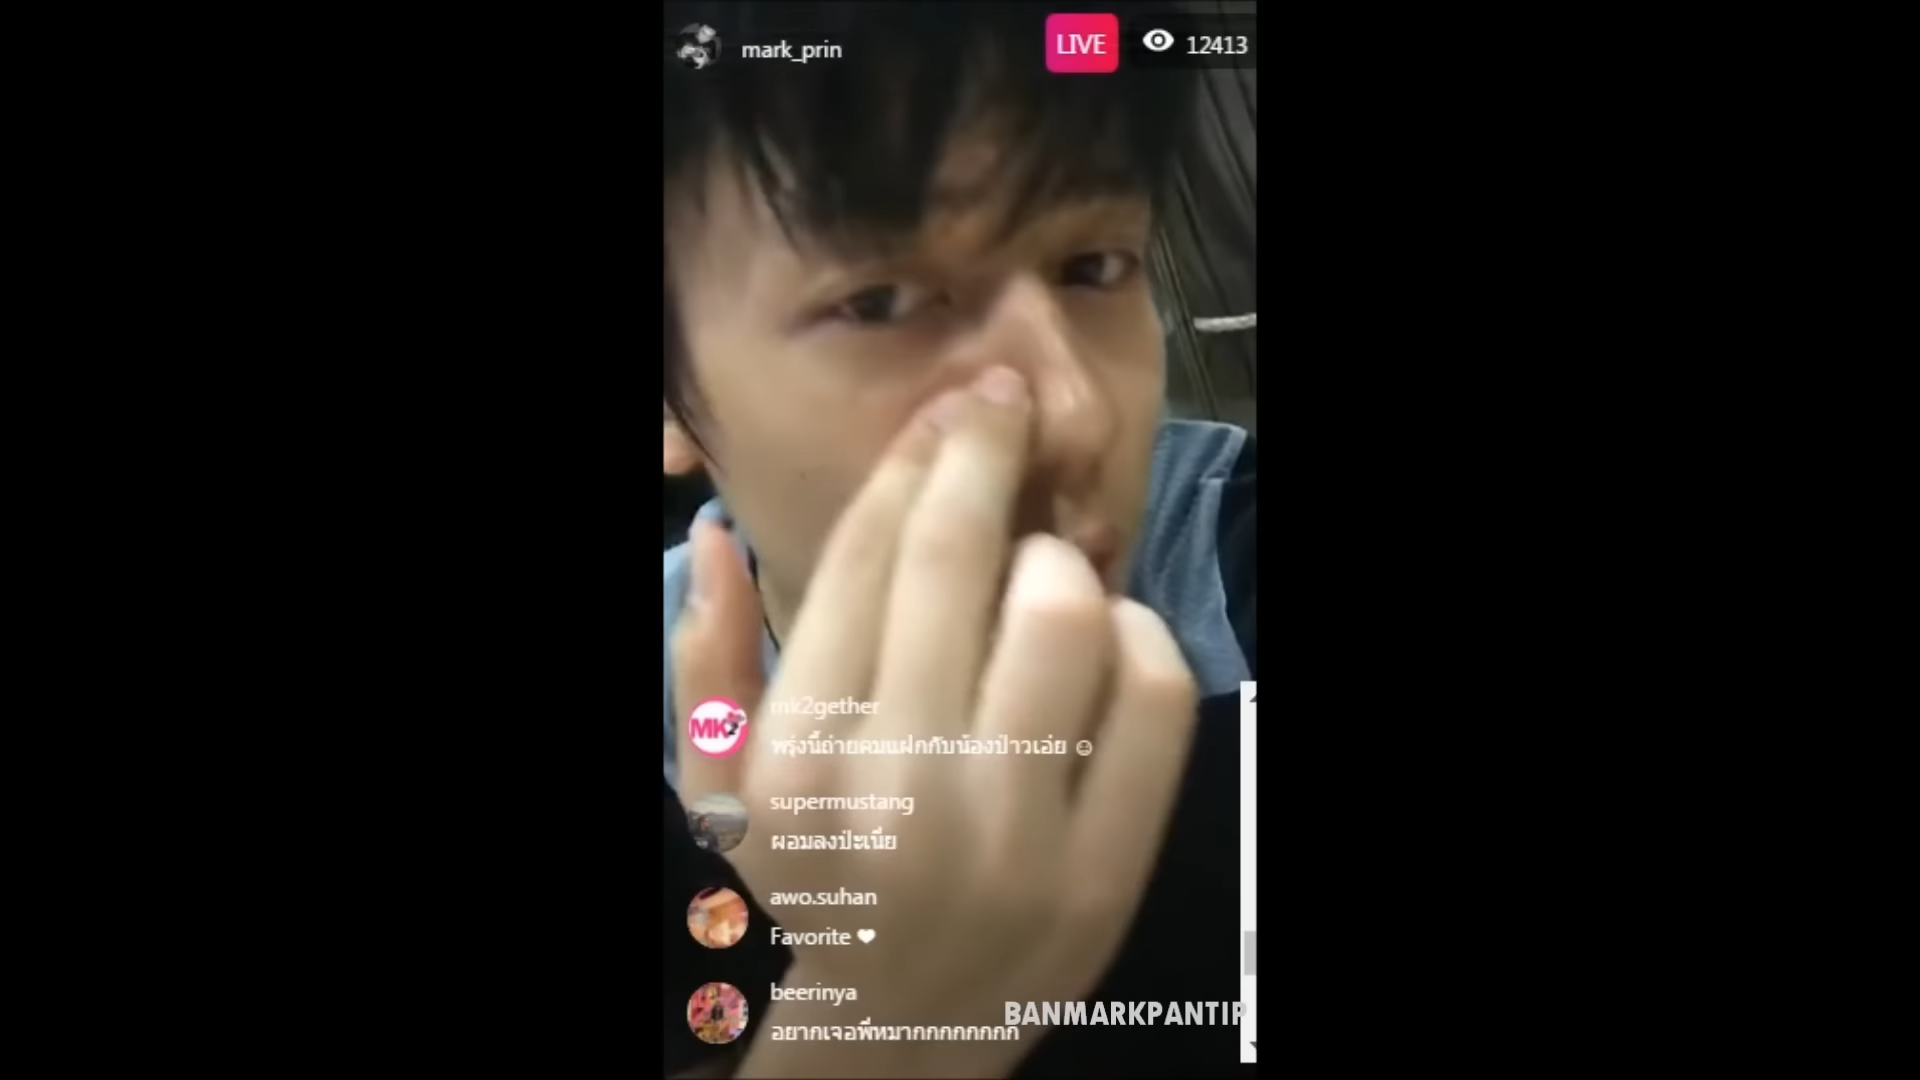 mark_prin
LIVE
12413
mk2gether
พรุ่งนี้ถ่ายคมแฝกกับน้องป่าวเอ่ย ☺
MK2
supermustang
ผอมลงป่ะเนี่ย
awo.suhan
Favorite ❤
beerinya
อยากเจอพี่หมากกกกกกกก
BANMARKPANTIP